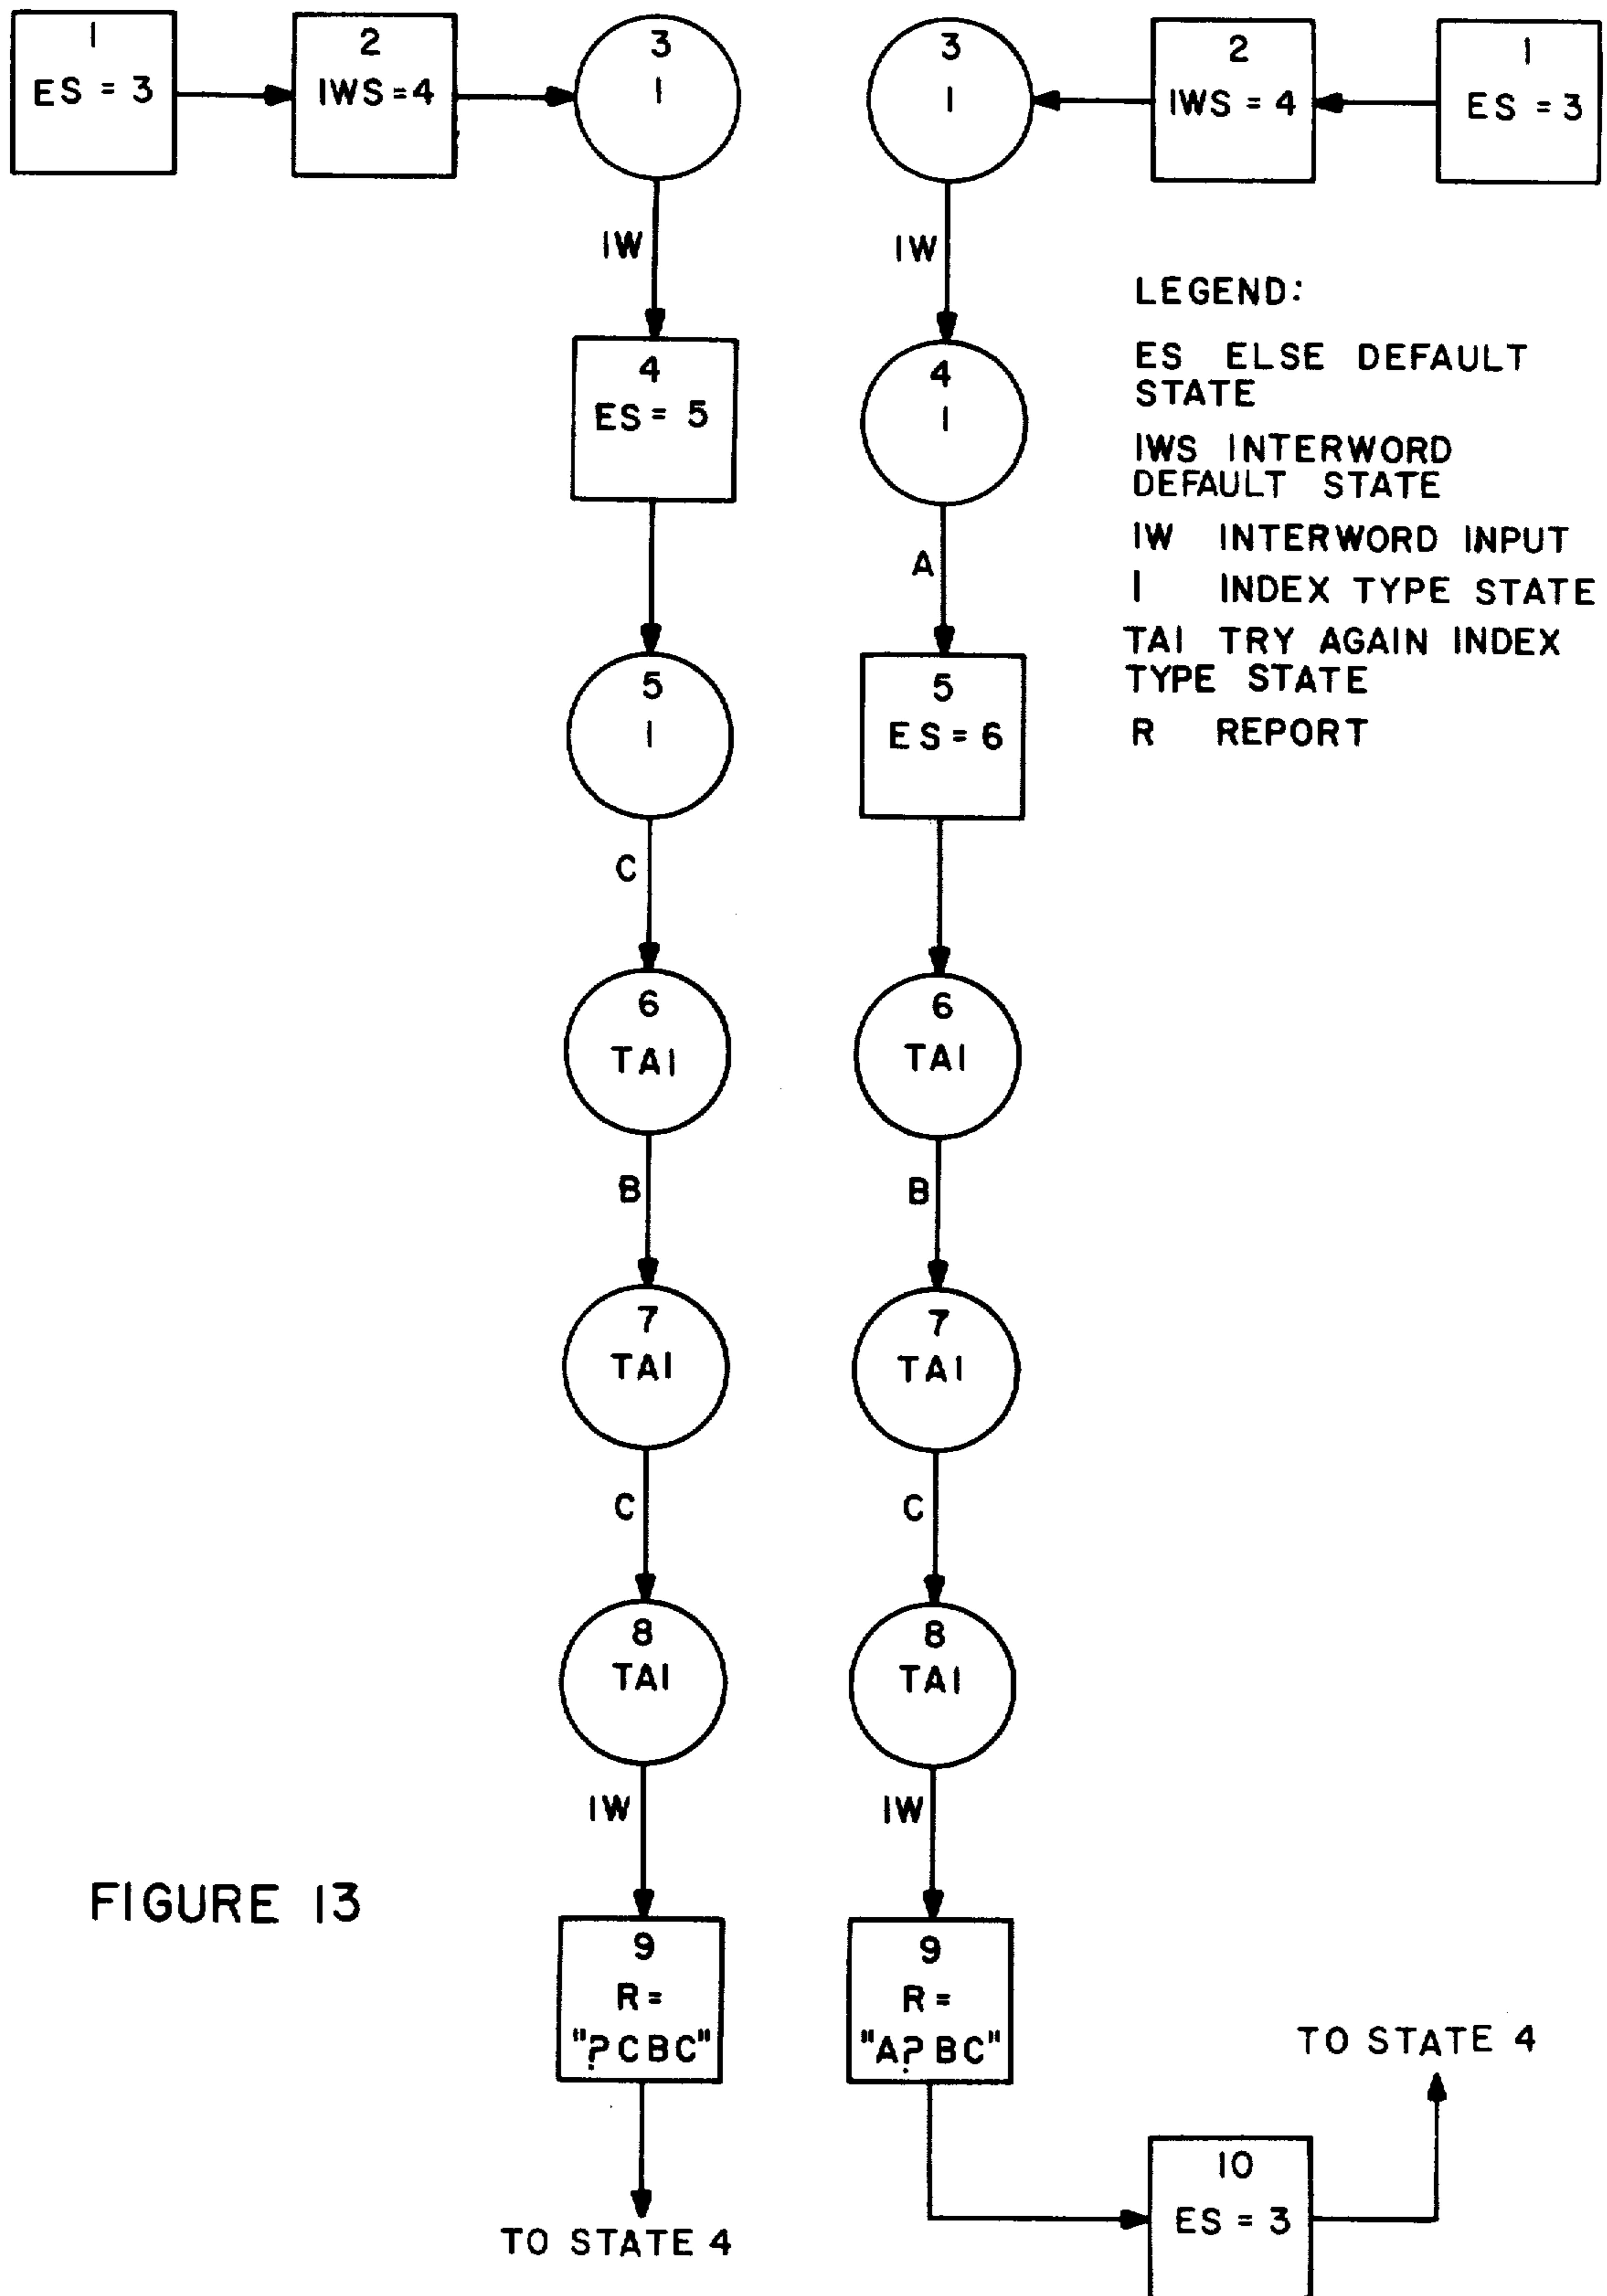 1
ES = 3
2
IWS = 4
3
I
IW
4
ES = 5
5
I
C
6
TAI
B
7
TAI
C
8
TAI
IW
9
R =
"?CBC"
TO STATE 4
1
ES = 3
2
IWS = 4
3
I
IW
4
I
A
5
ES = 6
6
TAI
B
7
TAI
C
8
TAI
IW
9
R =
"A?BC"
10
ES = 3
TO STATE 4
LEGEND:
ES ELSE DEFAULT
STATE
IWS INTERWORD
DEFAULT STATE
IW INTERWORD INPUT
I INDEX TYPE STATE
TAI TRY AGAIN INDEX
TYPE STATE
R REPORT
FIGURE 13